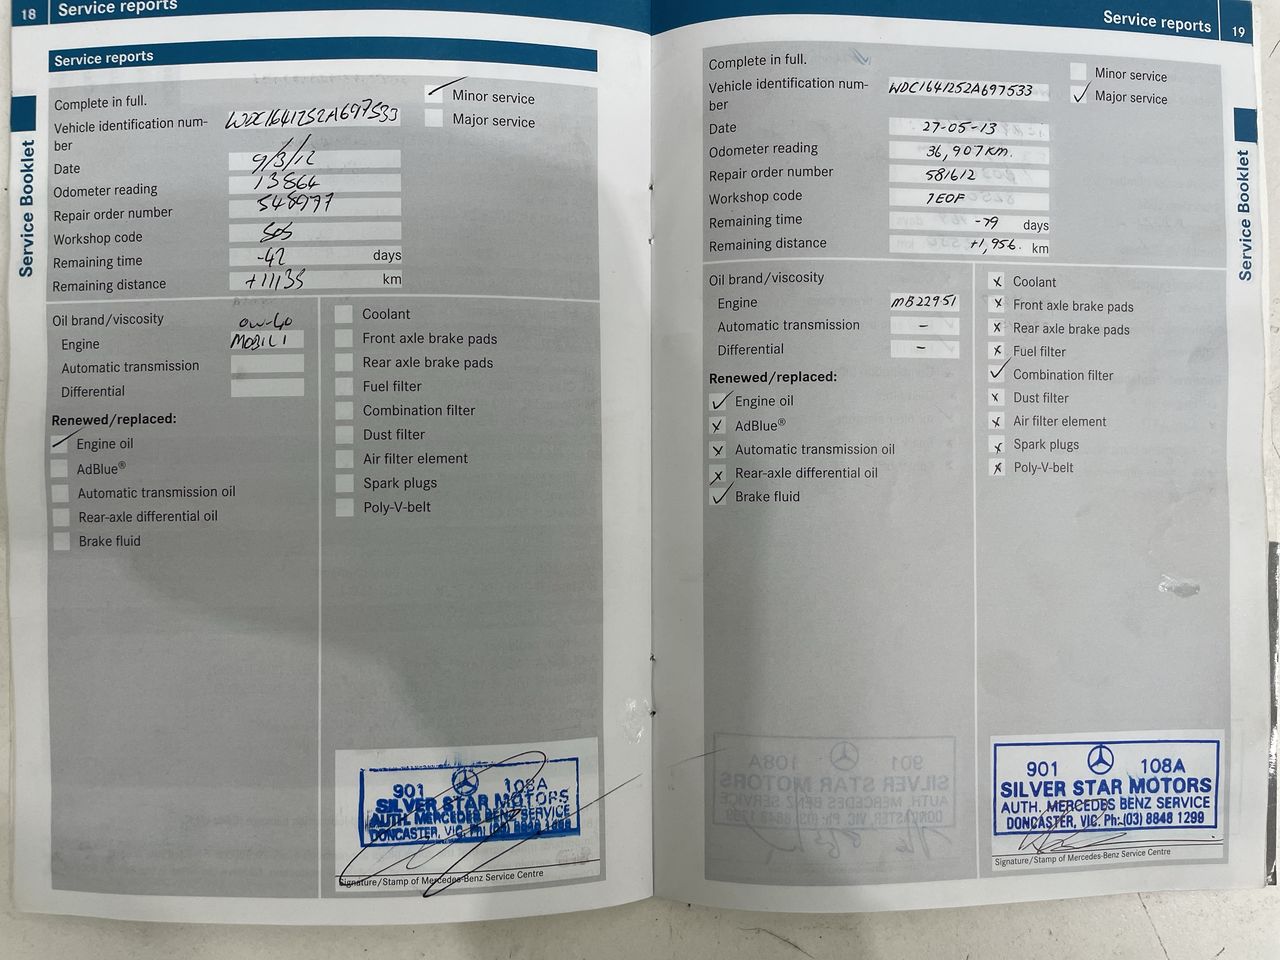 18 Service reports
Service reports
Service Booklet
Complete in full.
Minor service
Major service
Vehicle identification num-
ber
WDC1641252A697533
Date 9/3/12
Odometer reading 13864
Repair order number 548977
Workshop code
Remaining time -42 days
Remaining distance +11135 km
Oil brand/viscosity 0W-40
Engine MOBIL 1
Automatic transmission
Differential
Renewed/replaced:
Engine oil
AdBlue®
Automatic transmission oil
Rear-axle differential oil
Brake fluid
Coolant
Front axle brake pads
Rear axle brake pads
Fuel filter
Combination filter
Dust filter
Air filter element
Spark plugs
Poly-V-belt
901 108A
SILVER STAR MOTORS
AUTH. MERCEDES BENZ SERVICE
DONCASTER, VIC. Ph: (03) 8848 1299
Signature/Stamp of Mercedes-Benz Service Centre
Service reports 19
Service Booklet
Complete in full.
Minor service
Major service
Vehicle identification num-
ber
WDC1641252A697533
Date 27-05-13
Odometer reading 36,907KM.
Repair order number 581612
Workshop code 7EOF
Remaining time -79 days
Remaining distance +1,956. km
Oil brand/viscosity
Engine MB22951
Automatic transmission -
Differential -
Renewed/replaced:
Engine oil
AdBlue®
Automatic transmission oil
Rear-axle differential oil
Brake fluid
Coolant
Front axle brake pads
Rear axle brake pads
Fuel filter
Combination filter
Dust filter
Air filter element
Spark plugs
Poly-V-belt
901 108A
SILVER STAR MOTORS
AUTH. MERCEDES BENZ SERVICE
DONCASTER, VIC. Ph: (03) 8848 1299
Signature/Stamp of Mercedes-Benz Service Centre